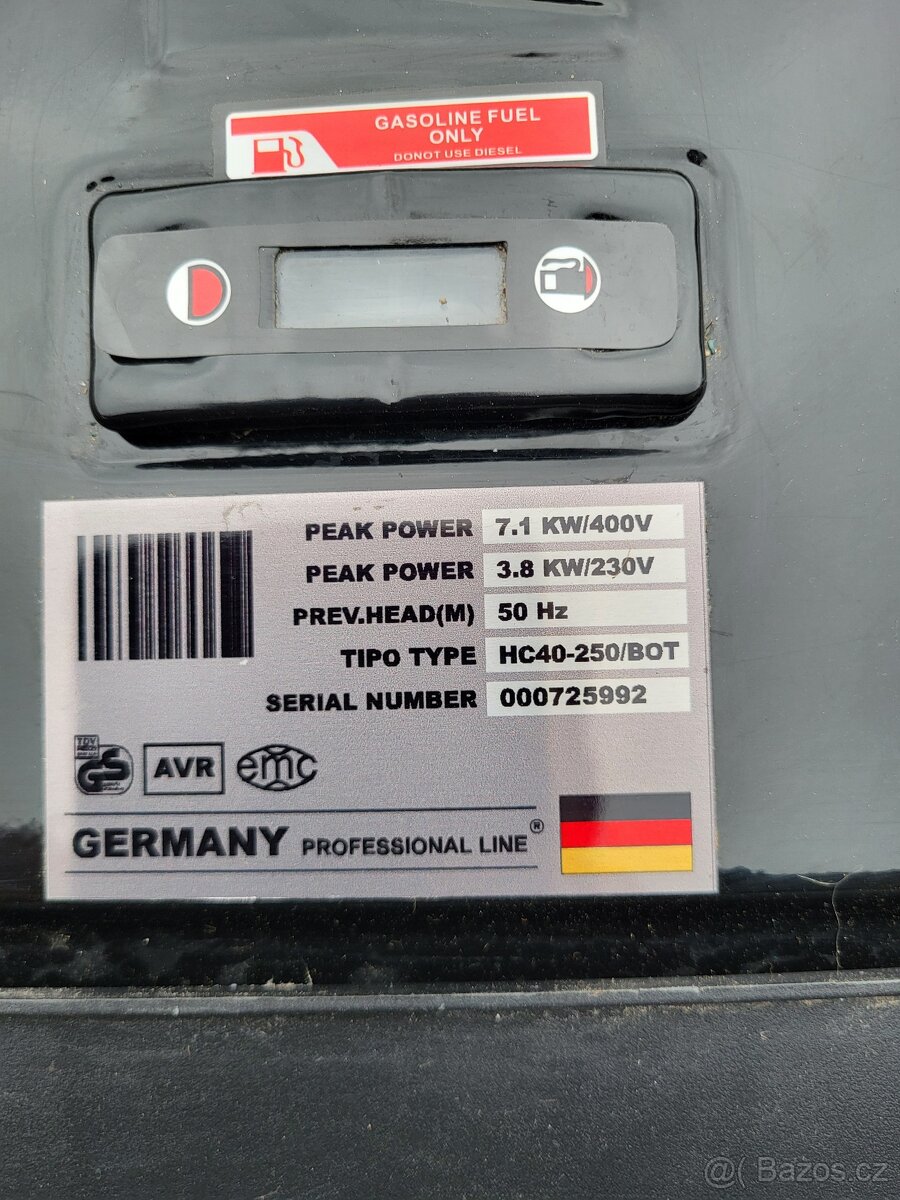 GASOLINE FUEL
ONLY
DONOT USE DIESEL
PEAK POWER 7.1 KW/400V
PEAK POWER 3.8 KW/230V
PREV.HEAD(M) 50 Hz
TIPO TYPE HC40-250/BOT
SERIAL NUMBER 000725992
GS AVR emc
GERMANY PROFESSIONAL LINE®
@( Bazos.cz